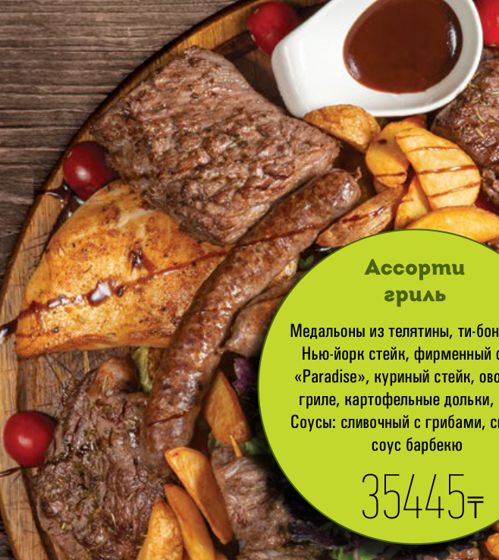 Ассорти
гриль
Медальоны из телятины, ти-бон
Нью-йорк стейк, фирменный
«Paradise», куриный стейк,
гриле, картофельные дольки,
Соусы: сливочный с грибами,
соус барбекю
35445₸